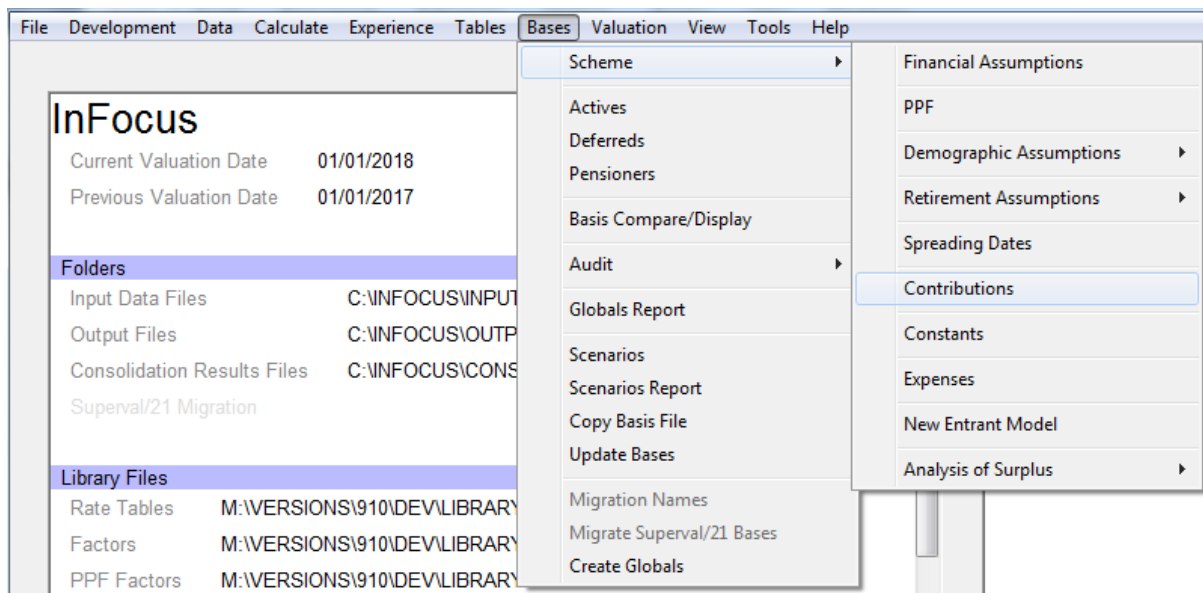 File Development Data Calculate Experience Tables Bases Valuation View Tools Help
InFocus
Current Valuation Date 01/01/2018
Previous Valuation Date 01/01/2017
Folders
Input Data Files C:\INFOCUS\INPUT
Output Files C:\INFOCUS\OUTP
Consolidation Results Files C:\INFOCUS\CONS
Superval/21 Migration
Library Files
Rate Tables M:\VERSIONS\910\DEV\LIBRARY
Factors M:\VERSIONS\910\DEV\LIBRARY
PPF Factors M:\VERSIONS\910\DEV\LIBRARY
Scheme
Actives
Deferreds
Pensioners
Basis Compare/Display
Audit
Globals Report
Scenarios
Scenarios Report
Copy Basis File
Update Bases
Migration Names
Migrate Superval/21 Bases
Create Globals
Financial Assumptions
PPF
Demographic Assumptions
Retirement Assumptions
Spreading Dates
Contributions
Constants
Expenses
New Entrant Model
Analysis of Surplus